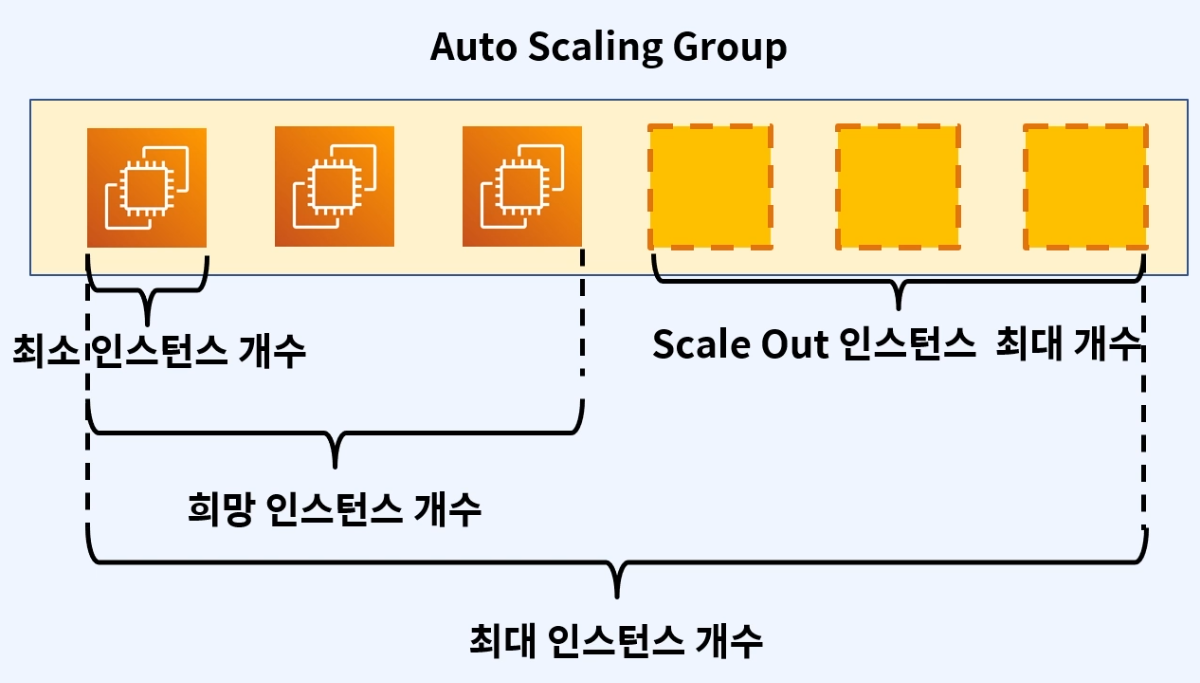 Auto Scaling Group
최소 인스턴스 개수
Scale Out 인스턴스 최대 개수
희망 인스턴스 개수
최대 인스턴스 개수